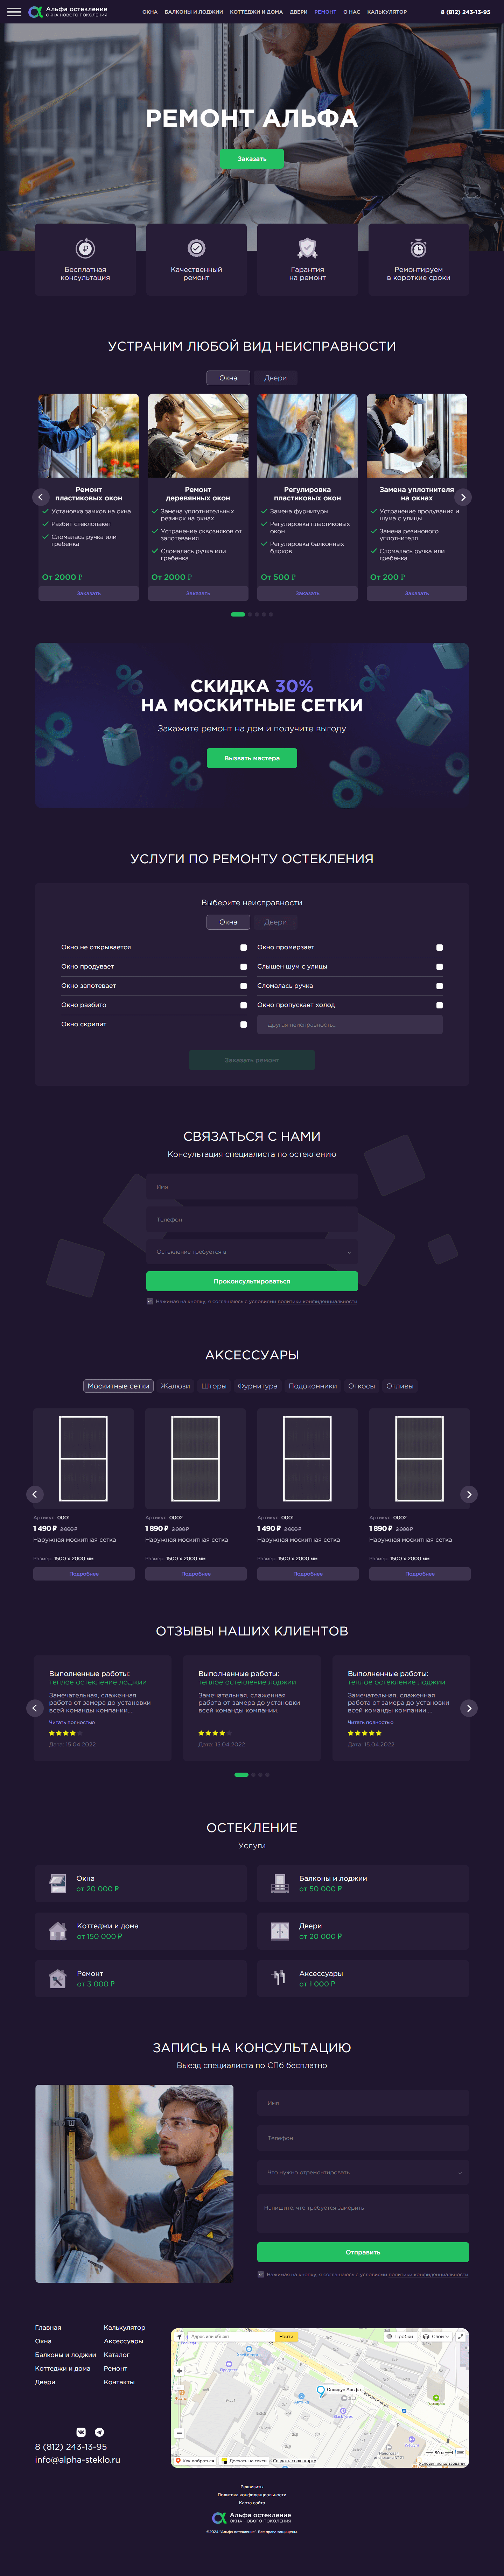 Альфа остекление
ОКНА НОВОГО ПОКОЛЕНИЯ
ОКНА БАЛКОНЫ И ЛОДЖИИ КОТТЕДЖИ И ДОМА ДВЕРИ РЕМОНТ О НАС КАЛЬКУЛЯТОР
8 (812) 243-13-95
РЕМОНТ АЛЬФА
Заказать
Бесплатная
консультация
Качественный
ремонт
Гарантия
на ремонт
Ремонтируем
в короткие сроки
УСТРАНИМ ЛЮБОЙ ВИД НЕИСПРАВНОСТИ
Окна
Двери
Ремонт
пластиковых окон
Установка замков на окна
Разбит стеклопакет
Сломалась ручка или
гребенка
От 2000 ₽
Заказать
Ремонт
деревянных окон
Замена уплотнительных
резинок на окнах
Устранение сквозняков от
запотевания
Сломалась ручка или
гребенка
От 2000 ₽
Заказать
Регулировка
пластиковых окон
Замена фурнитуры
Регулировка пластиковых
окон
Регулировка балконных
блоков
От 500 ₽
Заказать
Замена уплотнителя
на окнах
Устранение продувания и
шума с улицы
Замена резинового
уплотнителя
Сломалась ручка или
гребенка
От 200 ₽
Заказать
СКИДКА 30%
НА МОСКИТНЫЕ СЕТКИ
Закажите ремонт на дом и получите выгоду
Вызвать мастера
УСЛУГИ ПО РЕМОНТУ ОСТЕКЛЕНИЯ
Выберите неисправности
Окна
Двери
Окно не открывается
Окно продувает
Окно запотевает
Окно разбито
Окно скрипит
Окно промерзает
Слышен шум с улицы
Сломалась ручка
Окно пропускает холод
Другая неисправность..
Заказать ремонт
СВЯЗАТЬСЯ С НАМИ
Консультация специалиста по остеклению
Имя
Телефон
Остекление требуется в
Проконсультироваться
Нажимая на кнопку, я соглашаюсь с условиями политики конфиденциальности
АКСЕССУАРЫ
Москитные сетки
Жалюзи
Шторы
Фурнитура
Подоконники
Откосы
Отливы
Артикул: 0001
1 490 ₽ 2 000 ₽
Наружная москитная сетка
Размер: 1500 x 2000 мм
Подробнее
Артикул: 0002
1 890 ₽ 2 000 ₽
Наружная москитная сетка
Размер: 1500 x 2000 мм
Подробнее
Артикул: 0001
1 490 ₽ 2 000 ₽
Наружная москитная сетка
Размер: 1500 x 2000 мм
Подробнее
Артикул: 0002
1 890 ₽ 2 000 ₽
Наружная москитная сетка
Размер: 1500 x 2000 мм
Подробнее
ОТЗЫВЫ НАШИХ КЛИЕНТОВ
Выполненные работы:
теплое остекление лоджии
Замечательная, слаженная
работа от замера до установки
всей команды компании....
Читать полностью
Дата: 15.04.2022
Выполненные работы:
теплое остекление лоджии
Замечательная, слаженная
работа от замера до установки
всей команды компании.
Дата: 15.04.2022
Выполненные работы:
теплое остекление лоджии
Замечательная, слаженная
работа от замера до установки
всей команды компании....
Читать полностью
Дата: 15.04.2022
ОСТЕКЛЕНИЕ
Услуги
Окна
от 20 000 ₽
Балконы и лоджии
от 50 000 ₽
Коттеджи и дома
от 150 000 ₽
Двери
от 20 000 ₽
Ремонт
от 3 000 ₽
Аксессуары
от 1 000 ₽
ЗАПИСЬ НА КОНСУЛЬТАЦИЮ
Выезд специалиста по СПб бесплатно
Имя
Телефон
Что нужно отремонтировать
Напишите, что требуется замерить
Отправить
Нажимая на кнопку, я соглашаюсь с условиями политики конфиденциальности
Главная
Окна
Балконы и лоджии
Коттеджи и дома
Двери
Калькулятор
Аксессуары
Каталог
Ремонт
Контакты
8 (812) 243-13-95
info@alpha-steklo.ru
Адрес или объект
Найти
Пробки
Слои
Солидус-Альфа
Как добраться
Доехать на такси
Создать свою карту
50 м
Условия использования
Реквизиты
Политика конфиденциальности
Карта сайта
Альфа остекление
ОКНА НОВОГО ПОКОЛЕНИЯ
©2024 "Альфа остекление". Все права защищены.